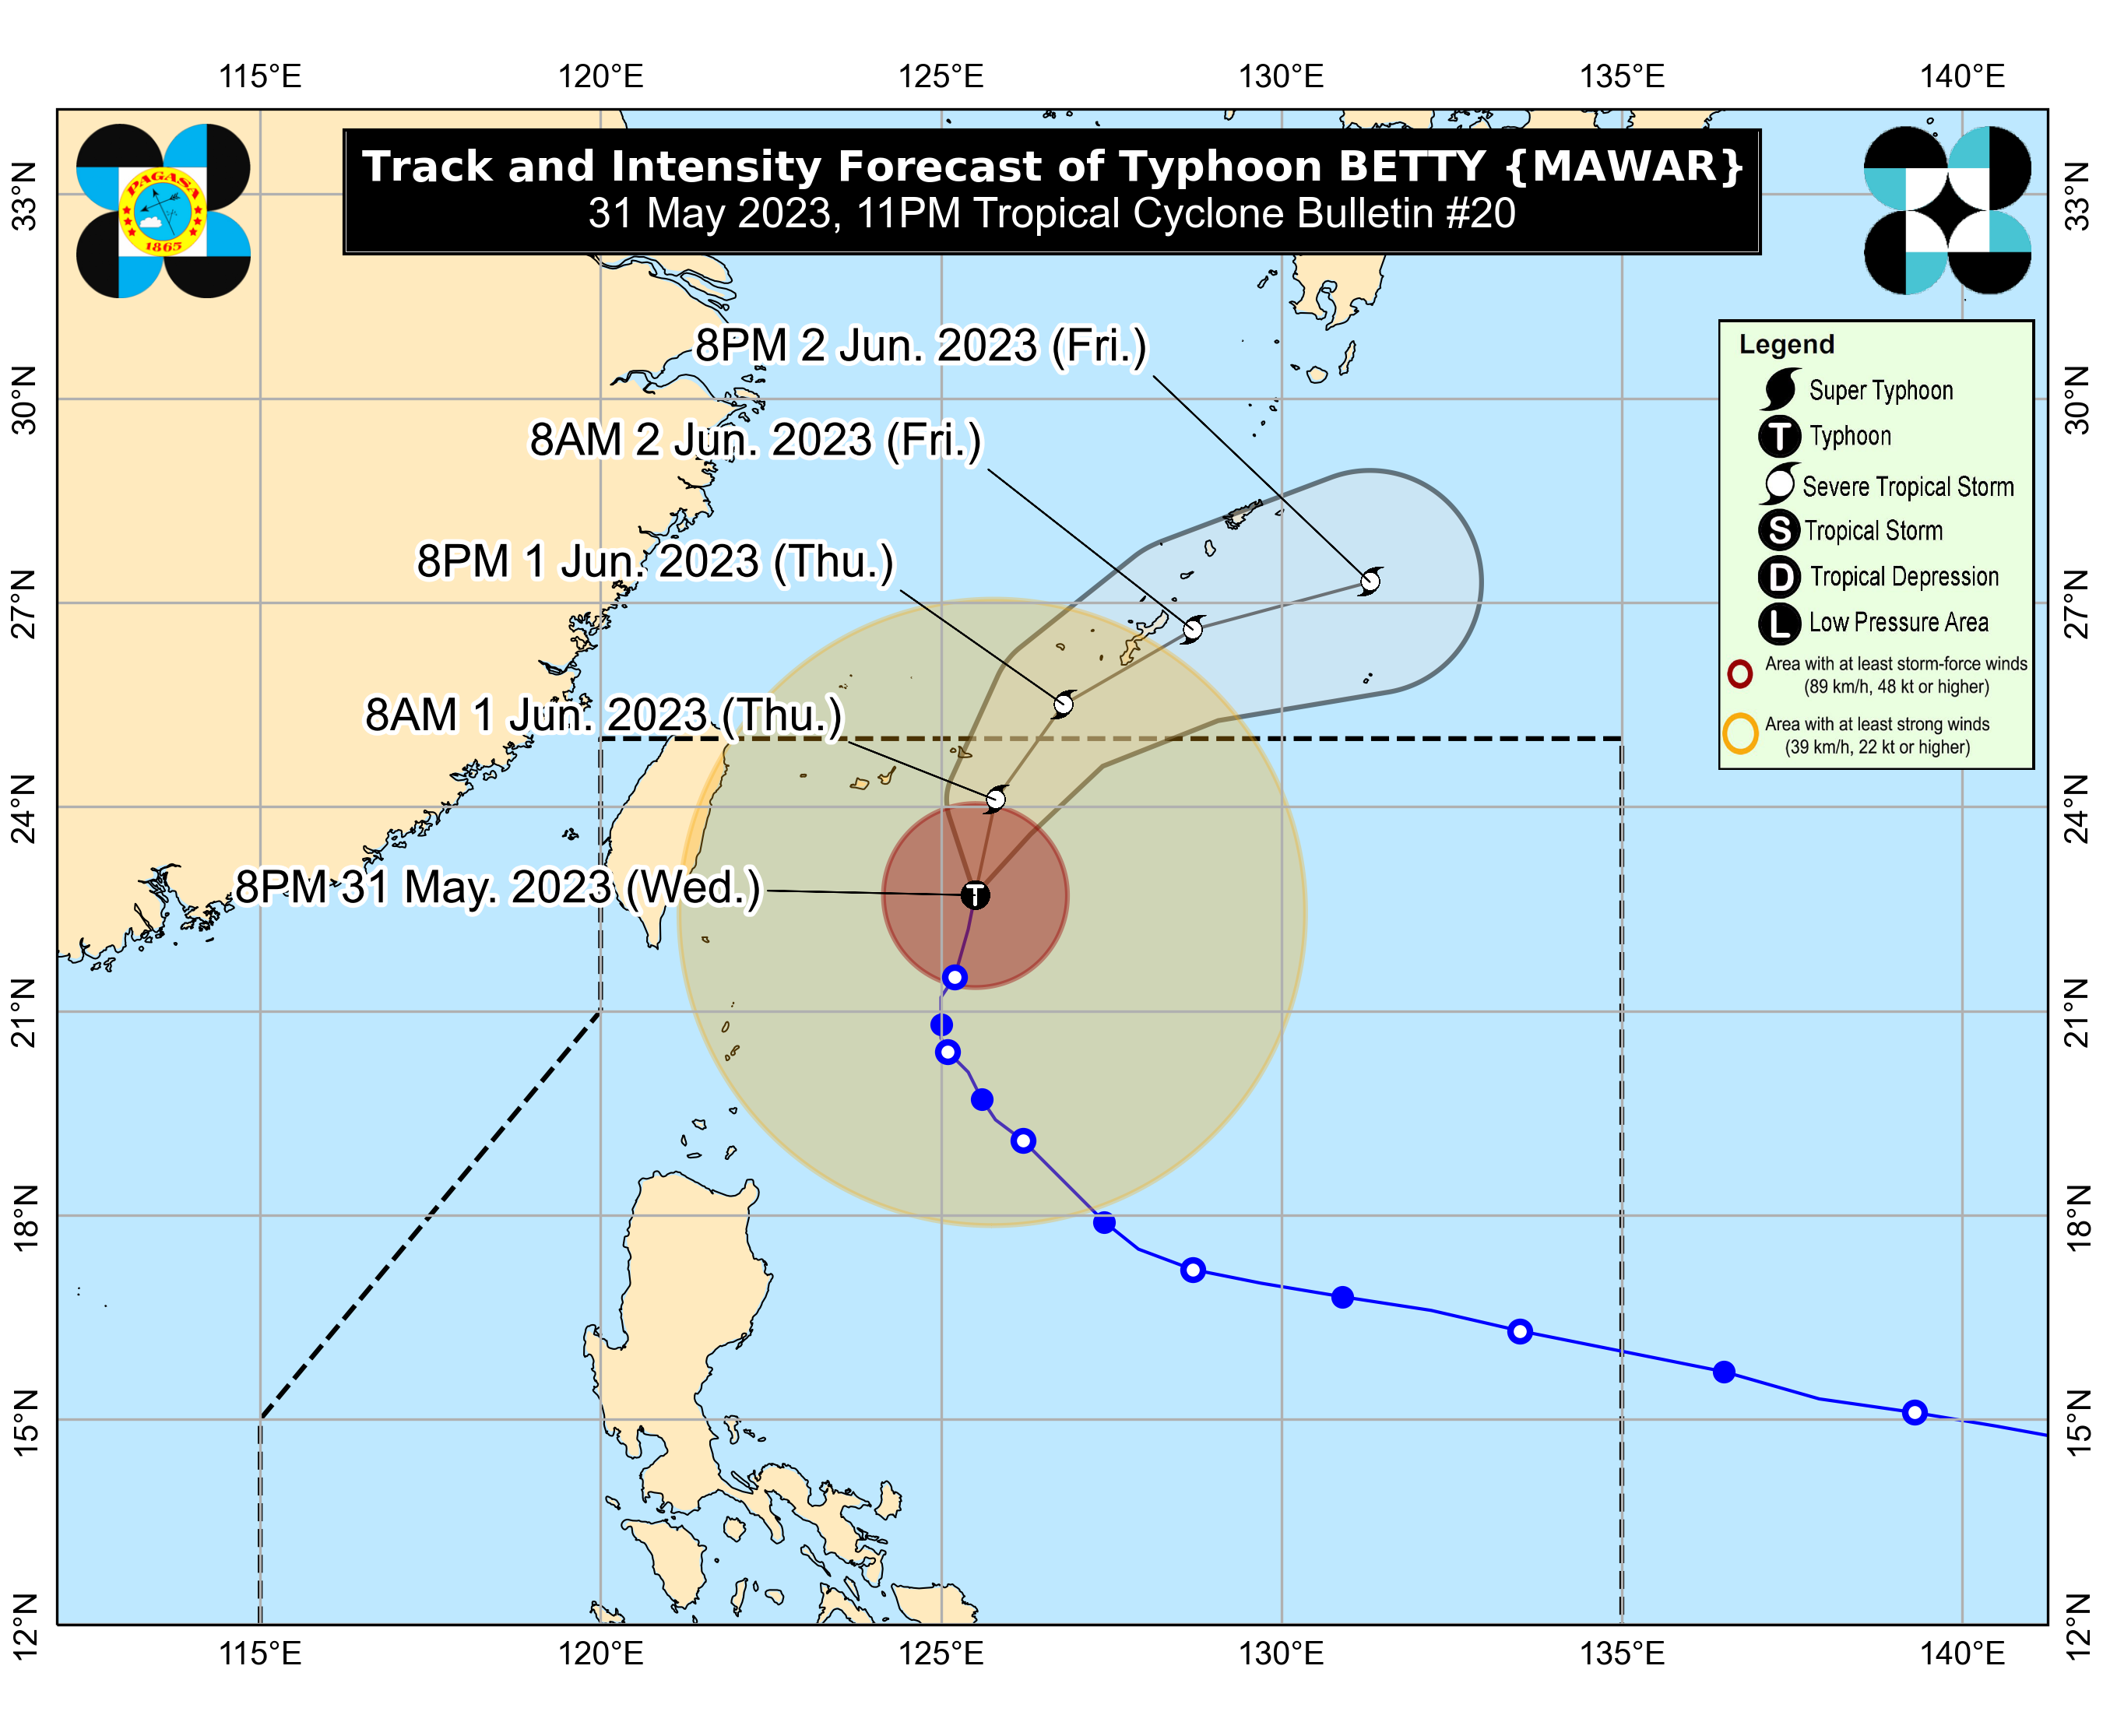 115°E 120°E 125°E 130°E 135°E 140°E
Track and Intensity Forecast of Typhoon BETTY {MAWAR}
31 May 2023, 11PM Tropical Cyclone Bulletin #20
PAGASA
1865
33°N 33°N
8PM 2 Jun. 2023 (Fri.)
30°N 30°N
8AM 2 Jun. 2023 (Fri.)
8PM 1 Jun. 2023 (Thu.)
27°N 27°N
8AM 1 Jun. 2023 (Thu.)
24°N 24°N
8PM 31 May. 2023 (Wed.)
T
21°N 21°N
18°N 18°N
15°N 15°N
12°N 12°N
Legend
Super Typhoon
T Typhoon
Severe Tropical Storm
S Tropical Storm
D Tropical Depression
L Low Pressure Area
Area with at least storm-force winds
(89 km/h, 48 kt or higher)
Area with at least strong winds
(39 km/h, 22 kt or higher)
115°E 120°E 125°E 130°E 135°E 140°E